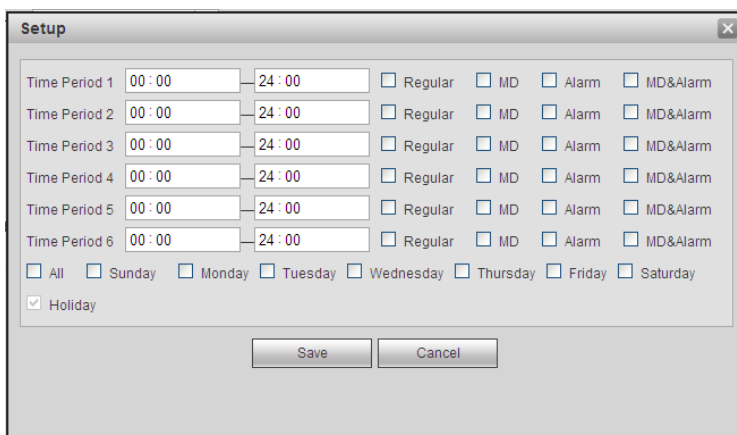 Setup
Time Period 1 00:00 — 24:00 Regular MD Alarm MD&Alarm
Time Period 2 00:00 — 24:00 Regular MD Alarm MD&Alarm
Time Period 3 00:00 — 24:00 Regular MD Alarm MD&Alarm
Time Period 4 00:00 — 24:00 Regular MD Alarm MD&Alarm
Time Period 5 00:00 — 24:00 Regular MD Alarm MD&Alarm
Time Period 6 00:00 — 24:00 Regular MD Alarm MD&Alarm
All Sunday Monday Tuesday Wednesday Thursday Friday Saturday
Holiday
Save Cancel